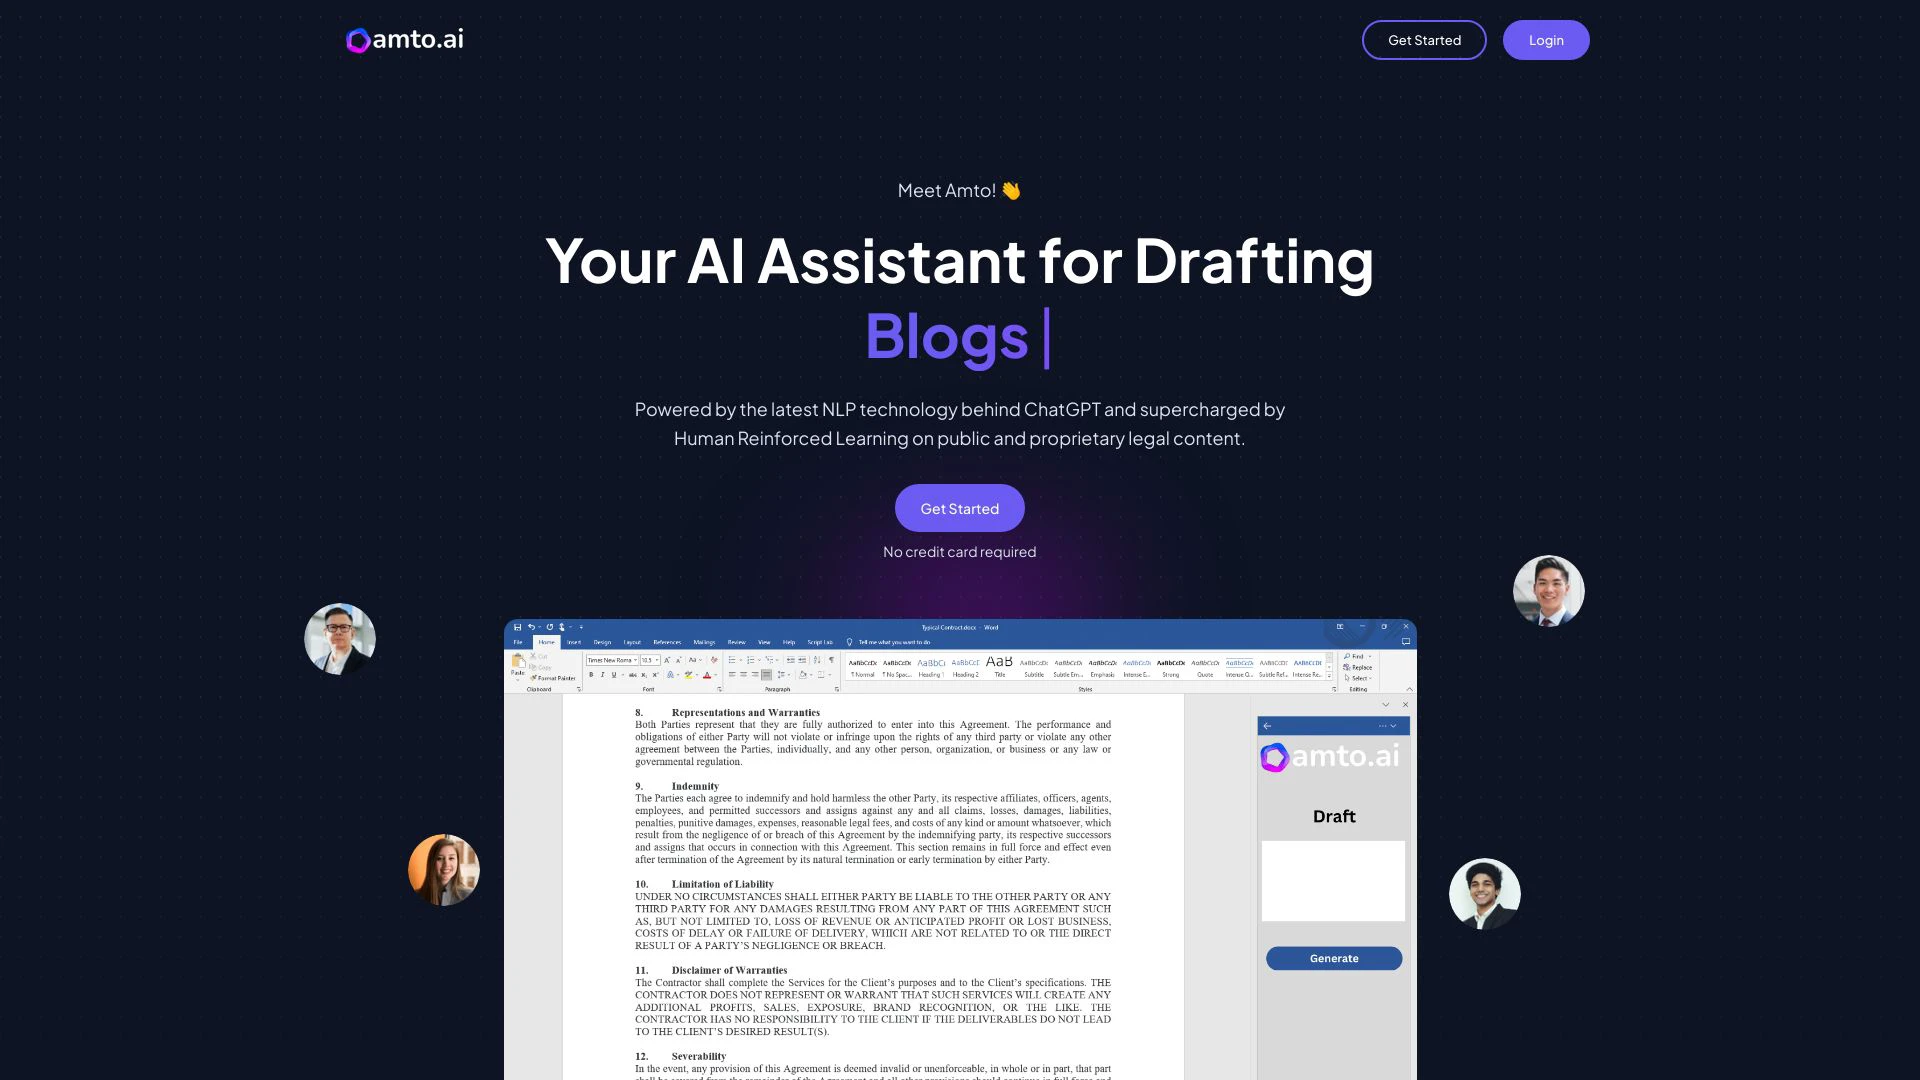 amto.ai
Get Started
Login
Meet Amto! 👋
Your AI Assistant for Drafting
Blogs |
Powered by the latest NLP technology behind ChatGPT and supercharged by
Human Reinforced Learning on public and proprietary legal content.
Get Started
No credit card required
Typical Contract.docx - Word
File Home Insert Design Layout References Mailings Review View Help Script Lab Tell me what you want to do
Paste
Cut
Copy
Format Painter
Clipboard
Times New Roma 10.5
Font
Paragraph
¶ Normal
¶ No Spac...
Heading 1
Heading 2
Title
Subtitle
Subtle Em...
Emphasis
Intense E...
Strong
Quote
Intense Q...
Subtle Ref...
Intense Re...
Styles
Find
Replace
Select
Editing
8. Representations and Warranties
Both Parties represent that they are fully authorized to enter into this Agreement. The performance and
obligations of either Party will not violate or infringe upon the rights of any third party or violate any other
agreement between the Parties, individually, and any other person, organization, or business or any law or
governmental regulation.
9. Indemnity
The Parties each agree to indemnify and hold harmless the other Party, its respective affiliates, officers, agents,
employees, and permitted successors and assigns against any and all claims, losses, damages, liabilities,
penalties, punitive damages, expenses, reasonable legal fees, and costs of any kind or amount whatsoever, which
result from the negligence of or breach of this Agreement by the indemnifying party, its respective successors
and assigns that occurs in connection with this Agreement. This section remains in full force and effect even
after termination of the Agreement by its natural termination or early termination by either Party.
10. Limitation of Liability
UNDER NO CIRCUMSTANCES SHALL EITHER PARTY BE LIABLE TO THE OTHER PARTY OR ANY
THIRD PARTY FOR ANY DAMAGES RESULTING FROM ANY PART OF THIS AGREEMENT SUCH
AS, BUT NOT LIMITED TO, LOSS OF REVENUE OR ANTICIPATED PROFIT OR LOST BUSINESS,
COSTS OF DELAY OR FAILURE OF DELIVERY, WHICH ARE NOT RELATED TO OR THE DIRECT
RESULT OF A PARTY'S NEGLIGENCE OR BREACH.
11. Disclaimer of Warranties
The Contractor shall complete the Services for the Client's purposes and to the Client's specifications. THE
CONTRACTOR DOES NOT REPRESENT OR WARRANT THAT SUCH SERVICES WILL CREATE ANY
ADDITIONAL PROFITS, SALES, EXPOSURE, BRAND RECOGNITION, OR THE LIKE. THE
CONTRACTOR HAS NO RESPONSIBILITY TO THE CLIENT IF THE DELIVERABLES DO NOT LEAD
TO THE CLIENT'S DESIRED RESULT(S).
12. Severability
In the event, any provision of this Agreement is deemed invalid or unenforceable, in whole or in part, that part
amto.ai
Draft
Generate